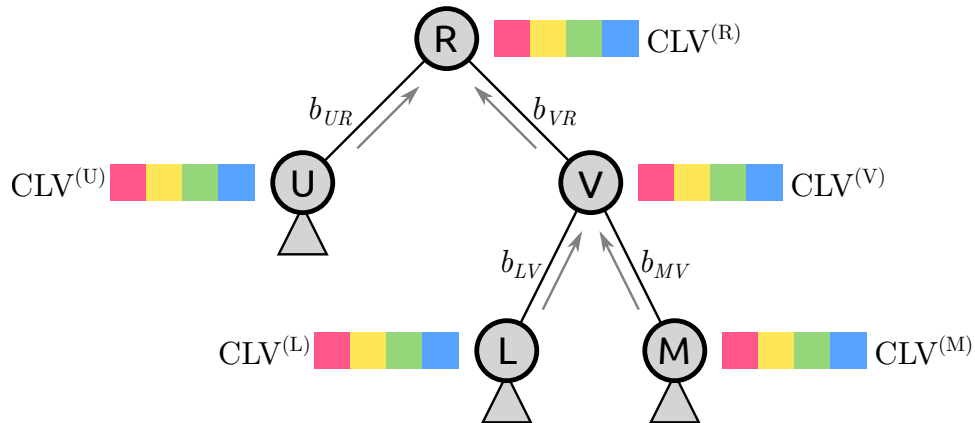 R
CLV(R)
b_UR
b_VR
CLV(U)
U
V
CLV(V)
b_LV
b_MV
CLV(L)
L
M
CLV(M)